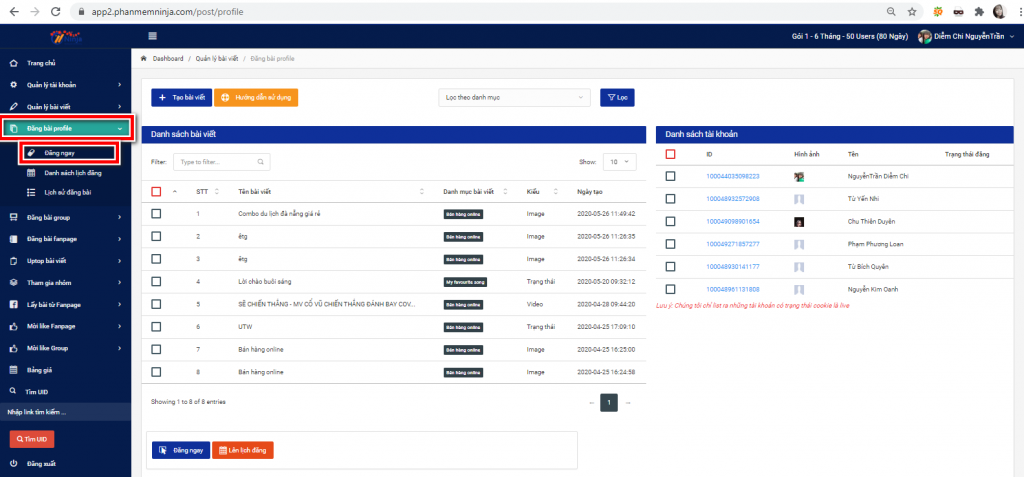 app2.phanmemninja.com/post/profile
Gói 1 - 6 Tháng - 50 Users (80 Ngày) Diễm Chi NguyễnTrần
Dashboard / Quản lý bài viết / Đăng bài profile
Trang chủ
Quản lý tài khoản
Quản lý bài viết
Đăng bài profile
Đăng ngay
Danh sách lịch đăng
Lịch sử đăng bài
Đăng bài group
Đăng bài fanpage
Uptop bài viết
Tham gia nhóm
Lấy bài từ Fanpage
Mời like Fanpage
Mời like Group
Bảng giá
Tìm UID
Nhập link tìm kiếm ...
Tìm UID
Đăng xuất
Tạo bài viết Hướng dẫn sử dụng Lọc theo danh mục Lọc
Danh sách bài viết
Filter: Type to filter... Show: 10
STT Tên bài viết Danh mục bài viết Kiểu Ngày tạo
1 Combo du lịch đà nẵng giá rẻ Bán hàng online Image 2020-05-26 11:49:42
2 êtg Bán hàng online Image 2020-05-26 11:26:35
3 êtg Bán hàng online Image 2020-05-26 11:26:34
4 Lời chào buổi sáng My favourite song Trạng thái 2020-05-20 09:32:12
5 SẼ CHIẾN THẮNG - MV CỔ VŨ CHIẾN THẮNG ĐÁNH BAY COV... Bán hàng online Video 2020-04-28 09:44:20
6 UTW Bán hàng online Trạng thái 2020-04-25 17:09:10
7 Bán hàng online Bán hàng online Image 2020-04-25 16:25:00
8 Bán hàng online Bán hàng online Image 2020-04-25 16:24:58
Showing 1 to 8 of 8 entries ← 1 →
Đăng ngay Lên lịch đăng
Danh sách tài khoản
ID Hình ảnh Tên Trạng thái đăng
100044035098223 NguyễnTrần Diễm Chi
100048932572908 Từ Yến Nhi
100049098901654 Chu Thiên Duyên
100049271857277 Phạm Phương Loan
100048930141177 Từ Bích Quyên
100048961131808 Nguyễn Kim Oanh
Lưu ý: Chúng tôi chỉ list ra những tài khoản có trạng thái cookie là live